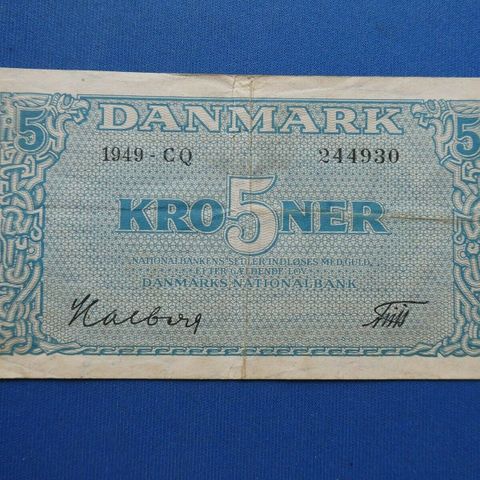 5 DANMARK 5
1949 - CQ 244930
KRO5NER
NATIONALBANKENS SEDLER INDLØSES MED GULD
EFTER GÆLDENDE LOV
DANMARKS NATIONALBANK
Halberg